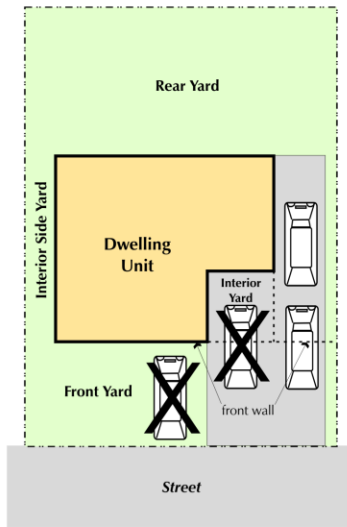 Rear Yard
Interior Side Yard
Dwelling
Unit
Interior
Yard
Front Yard
front wall
Street